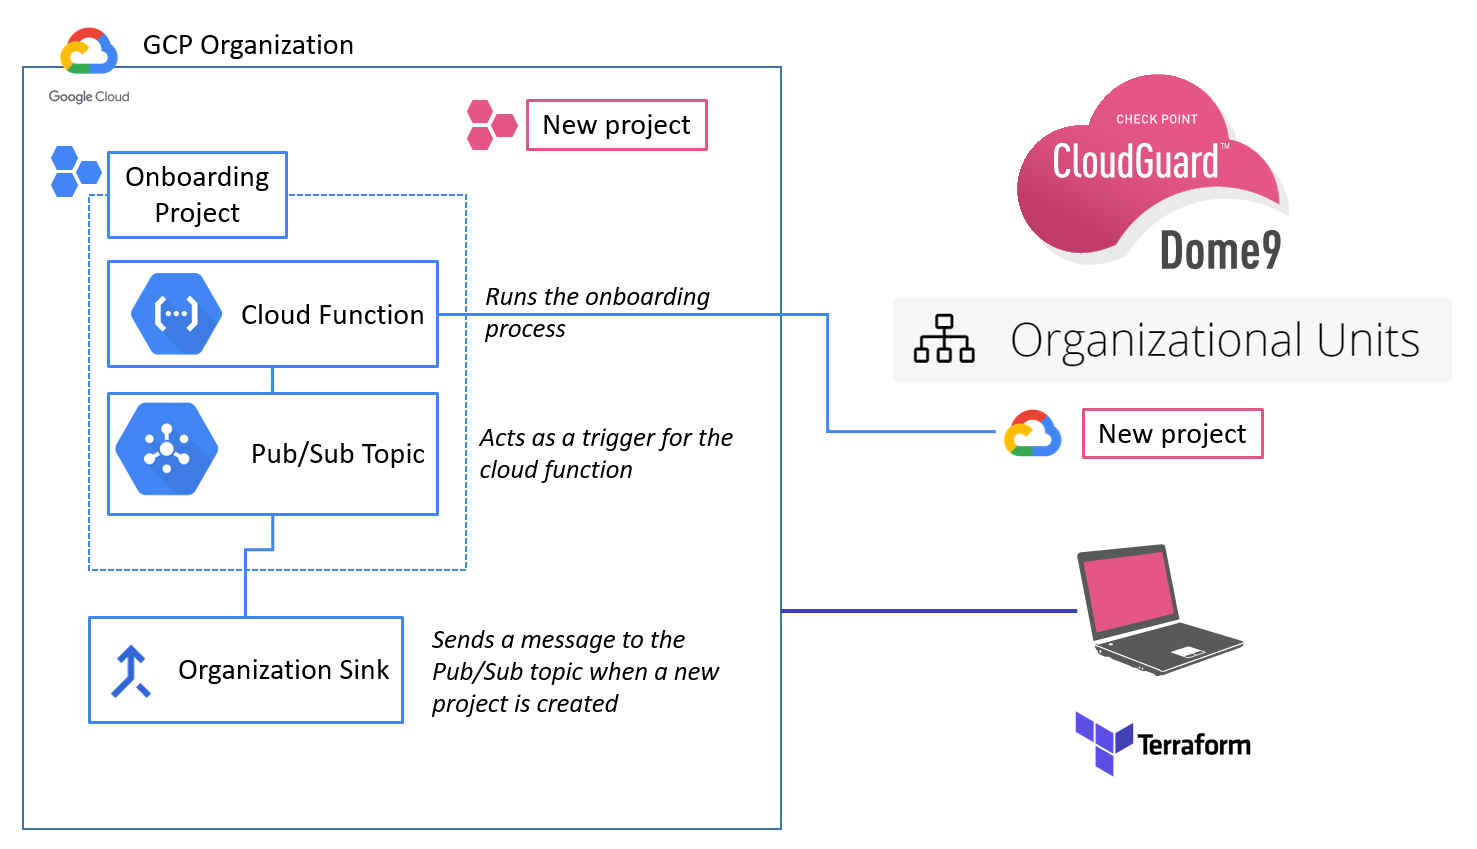 GCP Organization
Google Cloud
New project
Onboarding
Project
Cloud Function
Runs the onboarding
process
Pub/Sub Topic
Acts as a trigger for the
cloud function
Organization Sink
Sends a message to the
Pub/Sub topic when a new
project is created
CHECK POINT
CloudGuard™
Dome9
Organizational Units
New project
Terraform